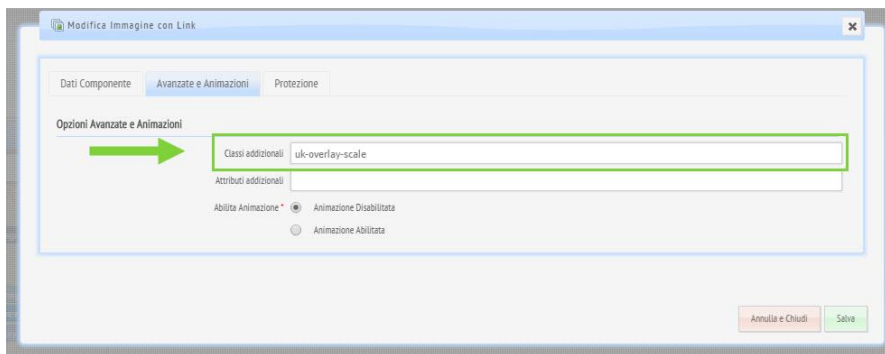 Modifica Immagine con Link
Dati Componente Avanzate e Animazioni Protezione
Opzioni Avanzate e Animazioni
Classi addizionali uk-overlay-scale
Attributi addizionali
Abilita Animazione * Animazione Disabilitata
Animazione Abilitata
Annulla e Chiudi Salva